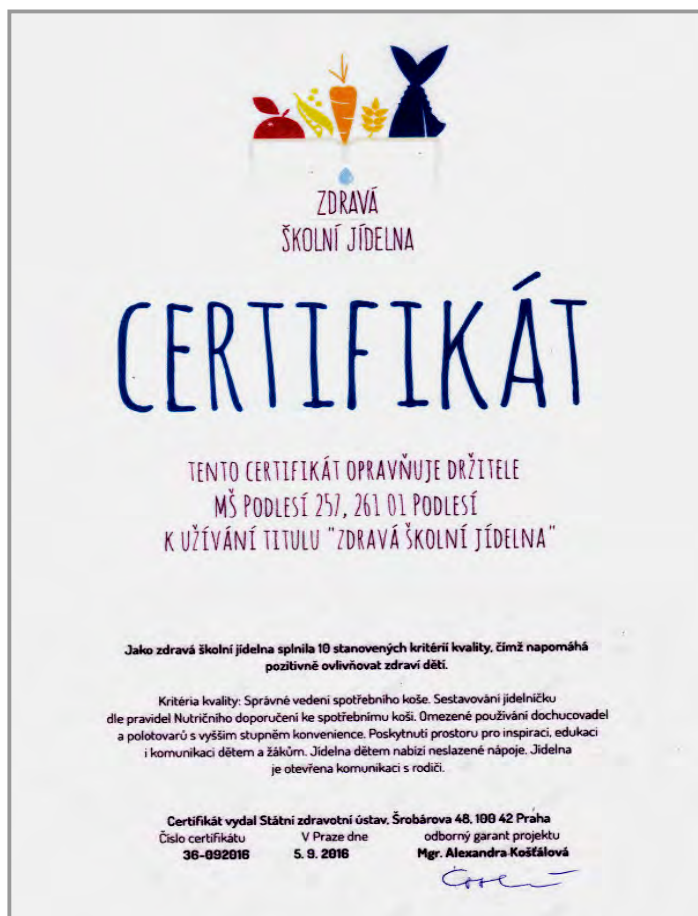 ZDRAVÁ
ŠKOLNÍ JÍDELNA
CERTIFIKÁT
TENTO CERTIFIKÁT OPRAVŇUJE DRŽITELE
MŠ PODLESÍ 257, 261 01 PODLESÍ
K UŽÍVÁNÍ TITULU "ZDRAVÁ ŠKOLNÍ JÍDELNA"
Jako zdravá školní jídelna splnila 10 stanovených kritérií kvality, čímž napomáhá
pozitivně ovlivňovat zdraví dětí.
Kritéria kvality: Správné vedení spotřebního koše. Sestavování jídelníčku
dle pravidel Nutričního doporučení ke spotřebnímu koši. Omezené používání dochucovadel
a polotovarů s vyšším stupněm konvenience. Poskytnutí prostoru pro inspiraci, edukaci
i komunikaci dětem a žákům. Jídelna dětem nabízí neslazené nápoje. Jídelna
je otevřena komunikaci s rodiči.
Certifikát vydal Státní zdravotní ústav, Šrobárova 48, 100 42 Praha
Číslo certifikátu V Praze dne odborný garant projektu
36-092016 5. 9. 2016 Mgr. Alexandra Košťálová